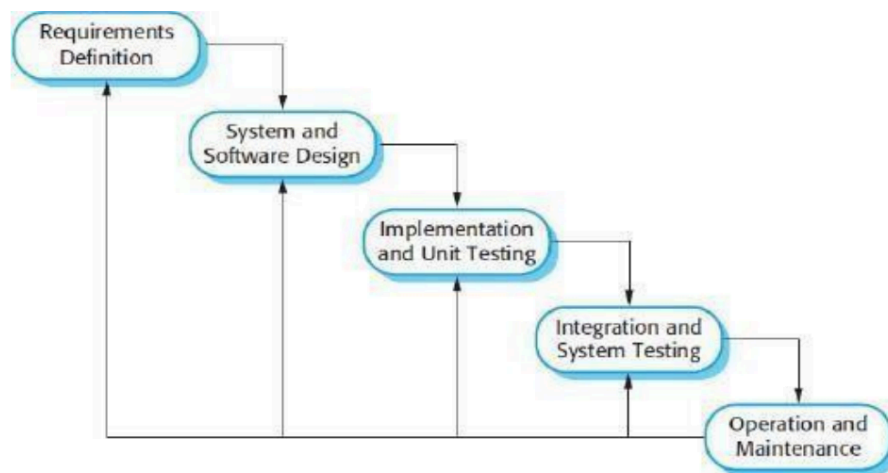 Requirements
Definition
System and
Software Design
Implementation
and Unit Testing
Integration and
System Testing
Operation and
Maintenance